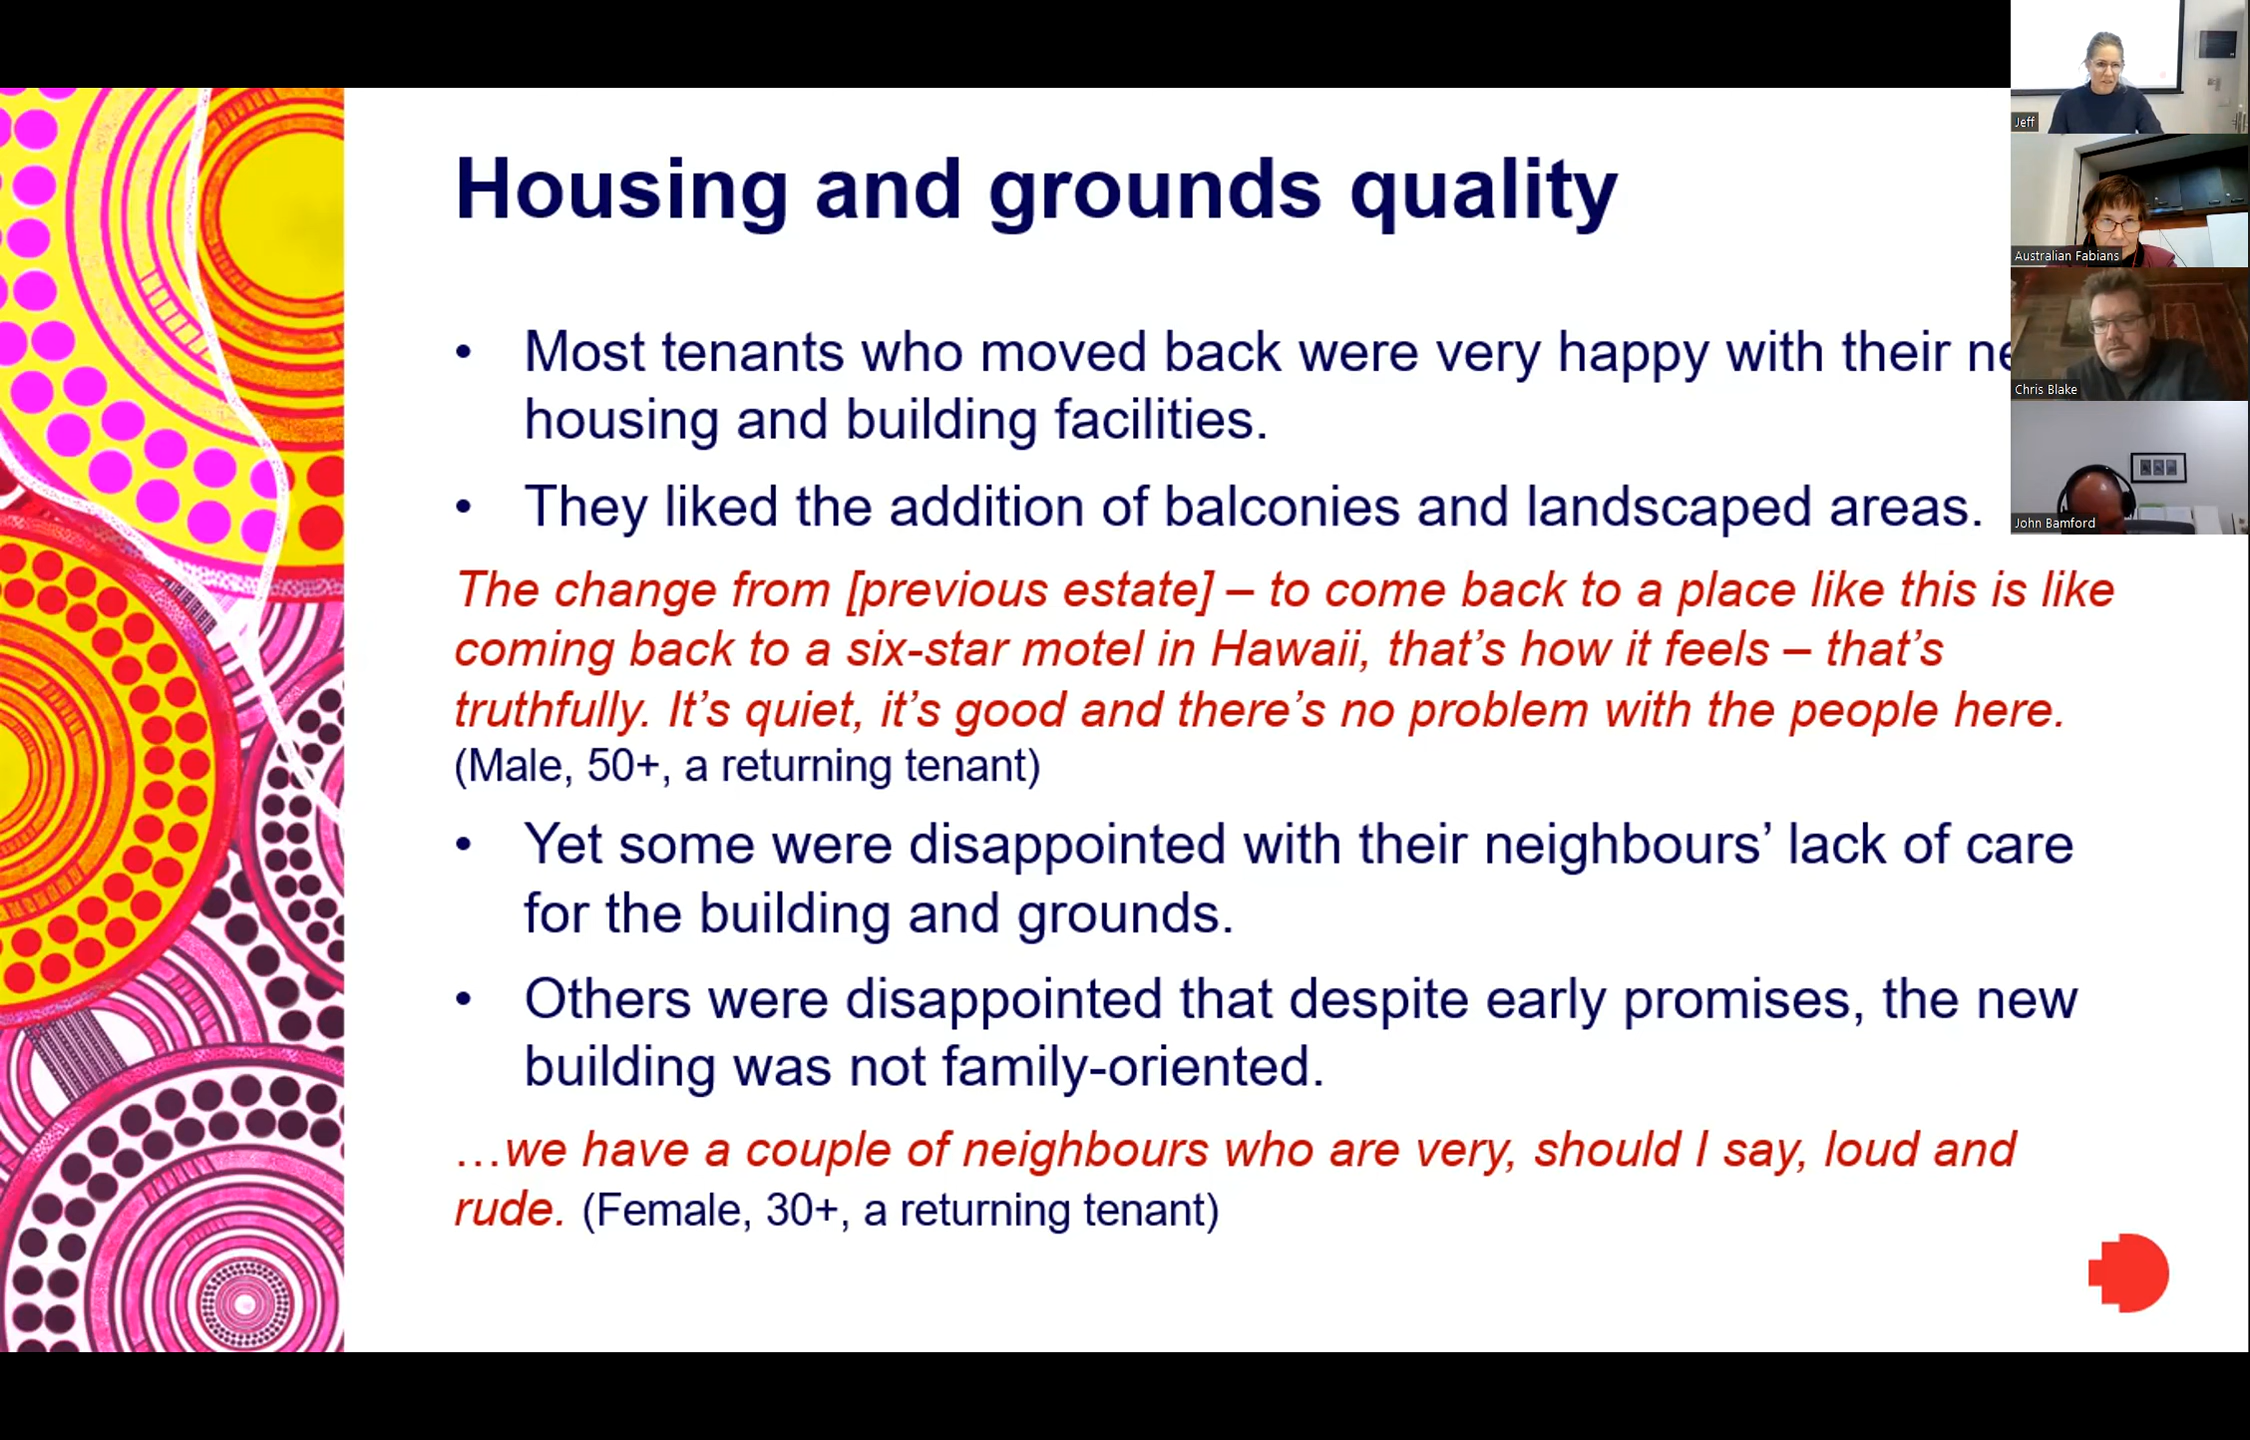 Housing and grounds quality
• Most tenants who moved back were very happy with their
housing and building facilities.
• They liked the addition of balconies and landscaped areas.
The change from [previous estate] – to come back to a place like this is like
coming back to a six-star motel in Hawaii, that’s how it feels – that’s
truthfully. It’s quiet, it’s good and there’s no problem with the people here.
(Male, 50+, a returning tenant)
• Yet some were disappointed with their neighbours’ lack of care
for the building and grounds.
• Others were disappointed that despite early promises, the new
building was not family-oriented.
…we have a couple of neighbours who are very, should I say, loud and
rude. (Female, 30+, a returning tenant)
Jeff
Australian Fabians
Chris Blake
John Bamford